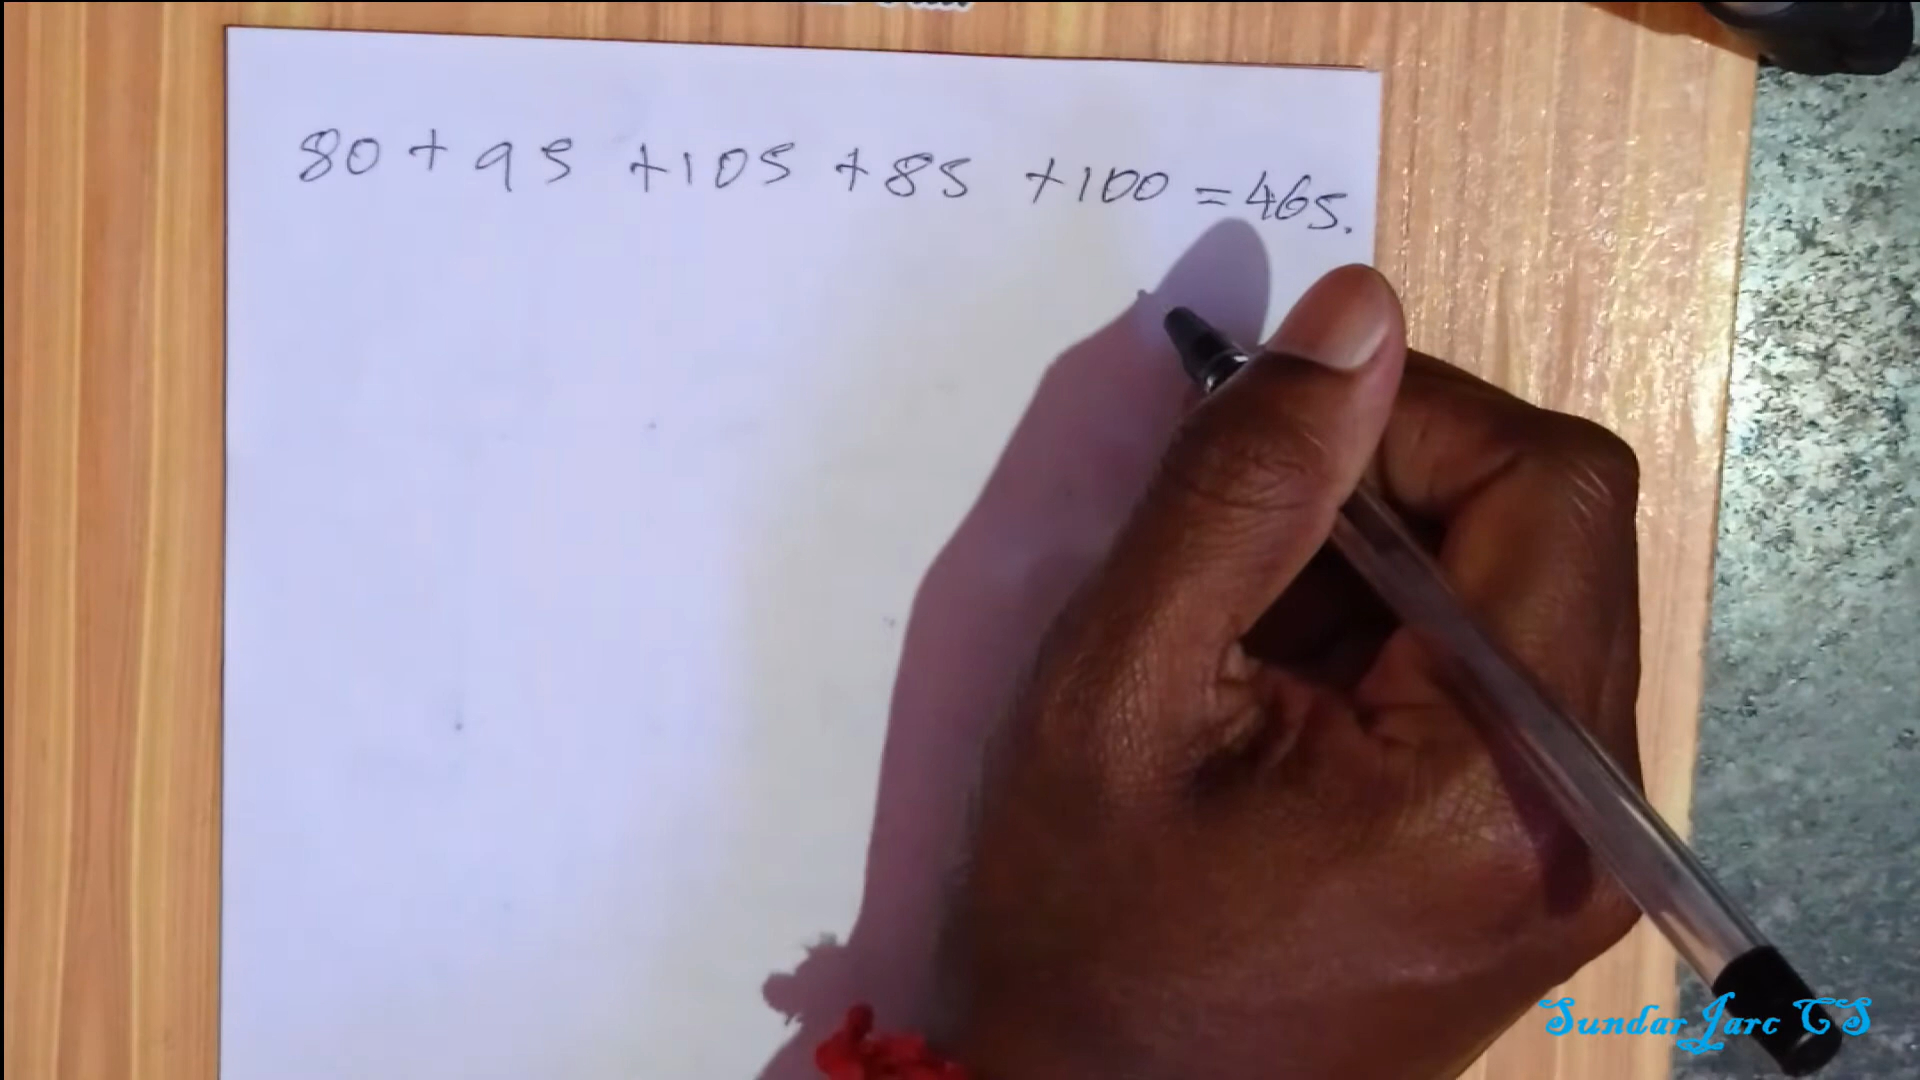 80 + 95 + 105 + 85 + 100 = 465.
Sundar Jarc CS